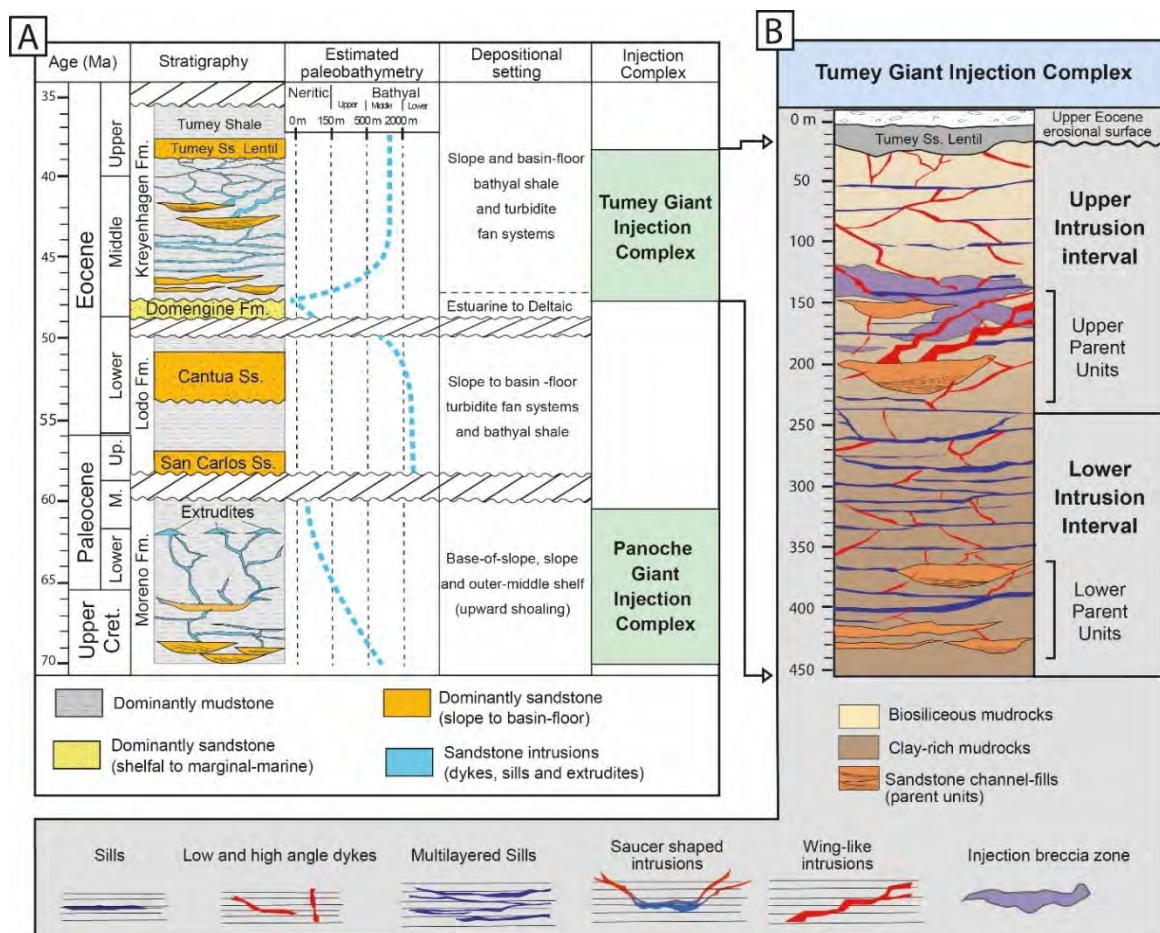 A
Age (Ma)
Stratigraphy
Estimated
paleobathymetry
Depositional
setting
Injection
Complex
35
40
45
50
55
60
65
70
Eocene
Paleocene
Upper
Cret.
Upper
Middle
Lower
Up.
M.
Lower
Kreyenhagen Fm.
Lodo Fm.
Moreno Fm.
Tumey Shale
Tumey Ss. Lentil
Domengine Fm.
Cantua Ss.
San Carlos Ss.
Extrudites
Neritic
Bathyal
Upper
Middle
Lower
0 m
150 m
500 m
2000 m
Slope and basin-floor
bathyal shale
and turbidite
fan systems
Estuarine to Deltaic
Slope to basin -floor
turbidite fan systems
and bathyal shale
Base-of-slope, slope
and outer-middle shelf
(upward shoaling)
Tumey Giant
Injection
Complex
Panoche
Giant
Injection
Complex
Dominantly mudstone
Dominantly sandstone
(shelfal to marginal-marine)
Dominantly sandstone
(slope to basin-floor)
Sandstone intrusions
(dykes, sills and extrudites)
B
Tumey Giant Injection Complex
0 m
50
100
150
200
250
300
350
400
450
Tumey Ss. Lentil
Upper Eocene
erosional surface
Upper
Intrusion
interval
Upper
Parent
Units
Lower
Intrusion
Interval
Lower
Parent
Units
Biosiliceous mudrocks
Clay-rich mudrocks
Sandstone channel-fills
(parent units)
Sills
Low and high angle dykes
Multilayered Sills
Saucer shaped
intrusions
Wing-like
intrusions
Injection breccia zone